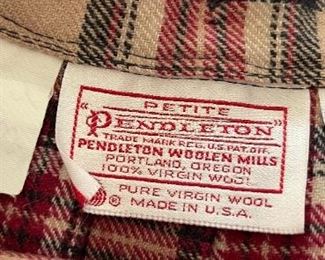 PETITE
"PENDLETON"
TRADE MARK REG. U.S. PAT. OFF.
PENDLETON WOOLEN MILLS
PORTLAND, OREGON
100% VIRGIN WOOL
® PURE VIRGIN WOOL
MADE IN U.S.A.